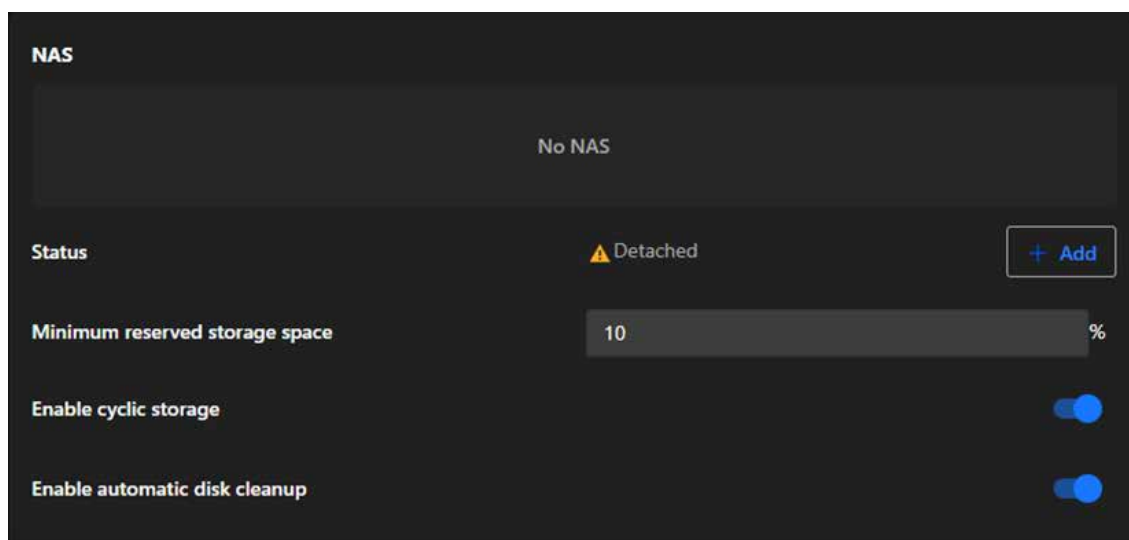 NAS
No NAS
Status Detached + Add
Minimum reserved storage space 10 %
Enable cyclic storage
Enable automatic disk cleanup